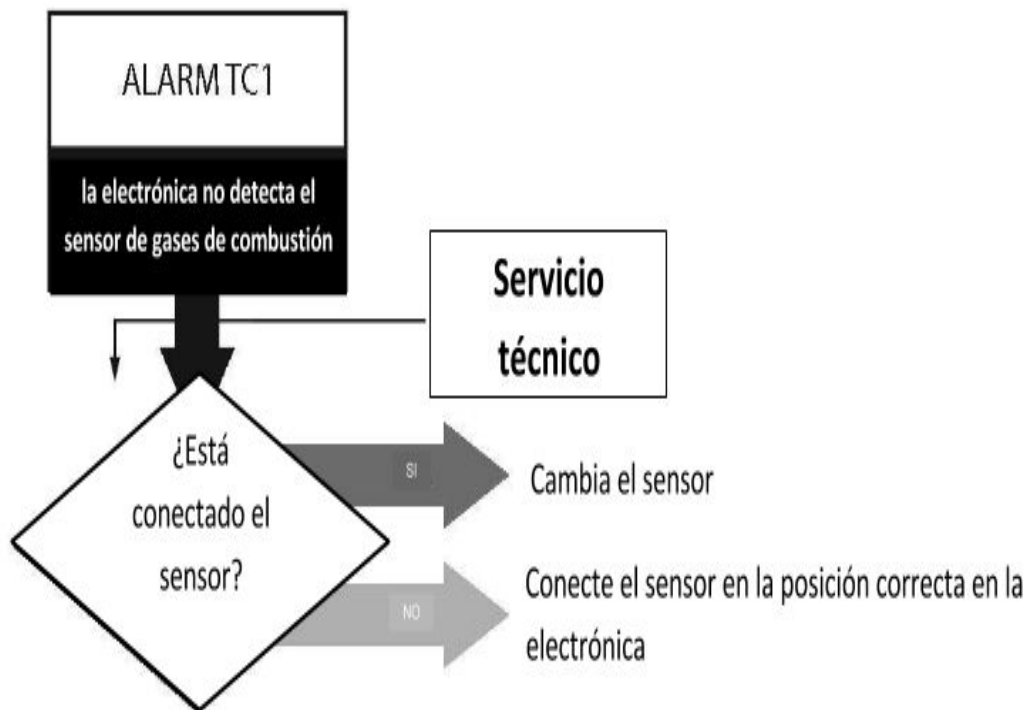 ALARM TC1
la electrónica no detecta el
sensor de gases de combustión
Servicio
técnico
¿Está
conectado el
sensor?
SI
Cambia el sensor
NO
Conecte el sensor en la posición correcta en la
electrónica